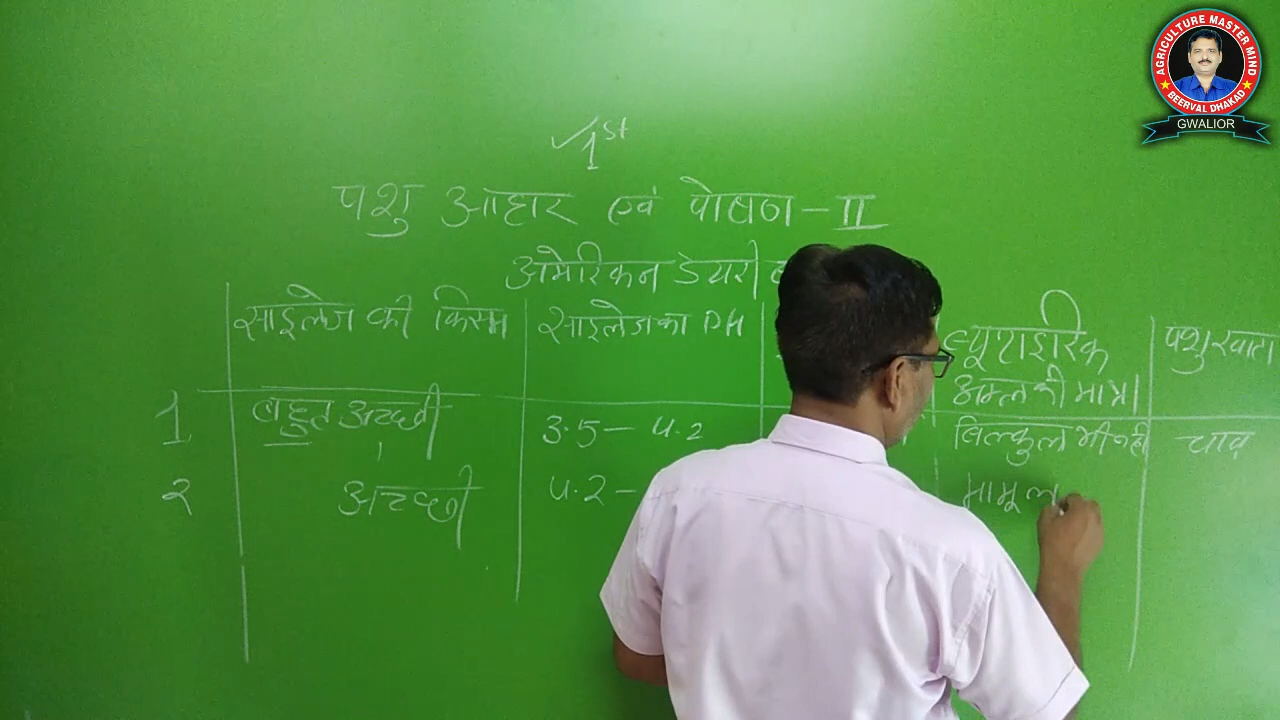 AGRICULTURE MASTER MIND
BEERVAL DHAKAD
GWALIOR
✓1st
पशु आहार एवं पोषण-II
अमेरिकन डेयरी
साइलेज की किस्म साइलेज का PH ब्यूटाइरिक अम्ल की मात्रा पशु खाता
1 बहुत अच्छी 3.5-4.2 बिल्कुल भी नही चाव
२ अच्छी 4.2- मामूल